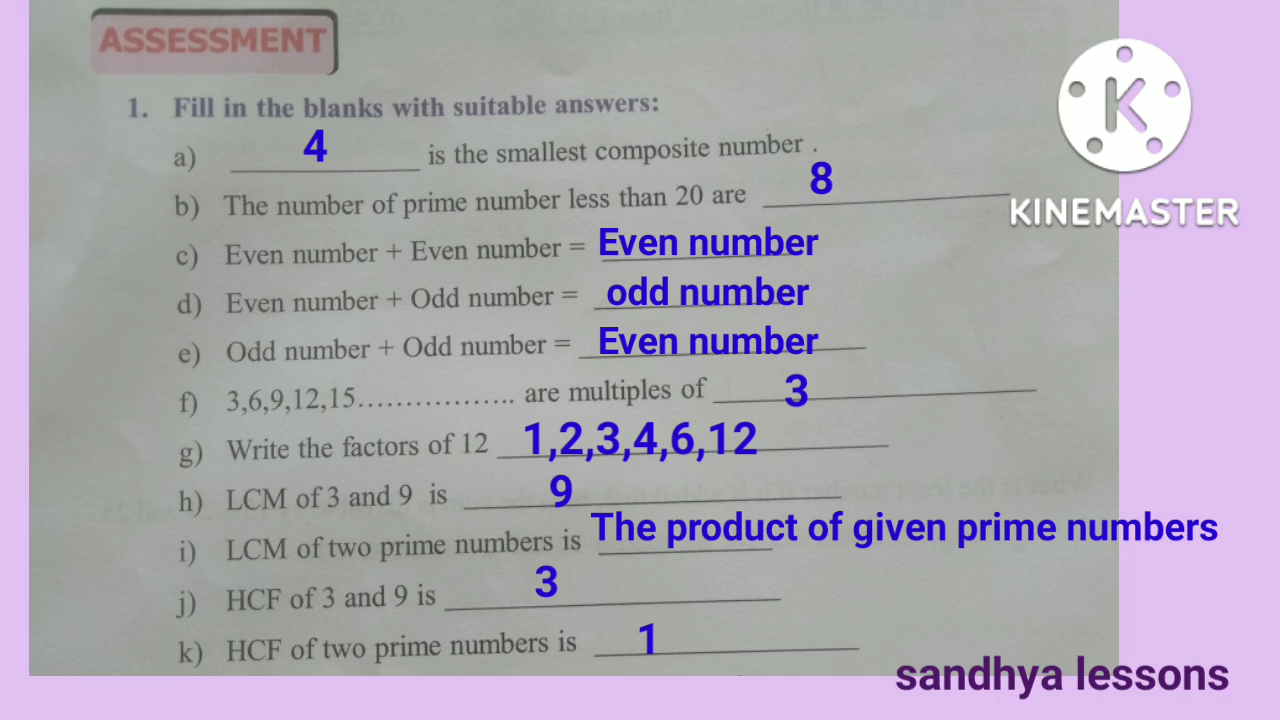 ASSESSMENT
1. Fill in the blanks with suitable answers:
a) 4 is the smallest composite number .
b) The number of prime number less than 20 are 8
c) Even number + Even number = Even number
d) Even number + Odd number = odd number
e) Odd number + Odd number = Even number
f) 3,6,9,12,15................. are multiples of 3
g) Write the factors of 12 1,2,3,4,6,12
h) LCM of 3 and 9 is 9
i) LCM of two prime numbers is The product of given prime numbers
j) HCF of 3 and 9 is 3
k) HCF of two prime numbers is 1
K
KINEMASTER
sandhya lessons